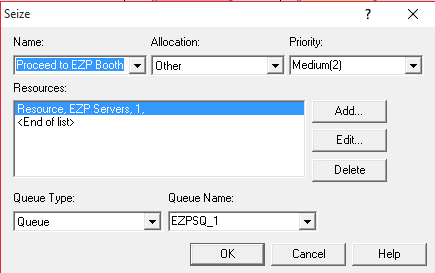 Seize
?
Name:
Allocation:
Priority:
Proceed to EZP Booth
Other
Medium(2)
Resources:
Resource, EZP Servers, 1,
<End of list>
Add...
Edit...
Delete
Queue Type:
Queue Name:
Queue
EZPSQ_1
OK
Cancel
Help